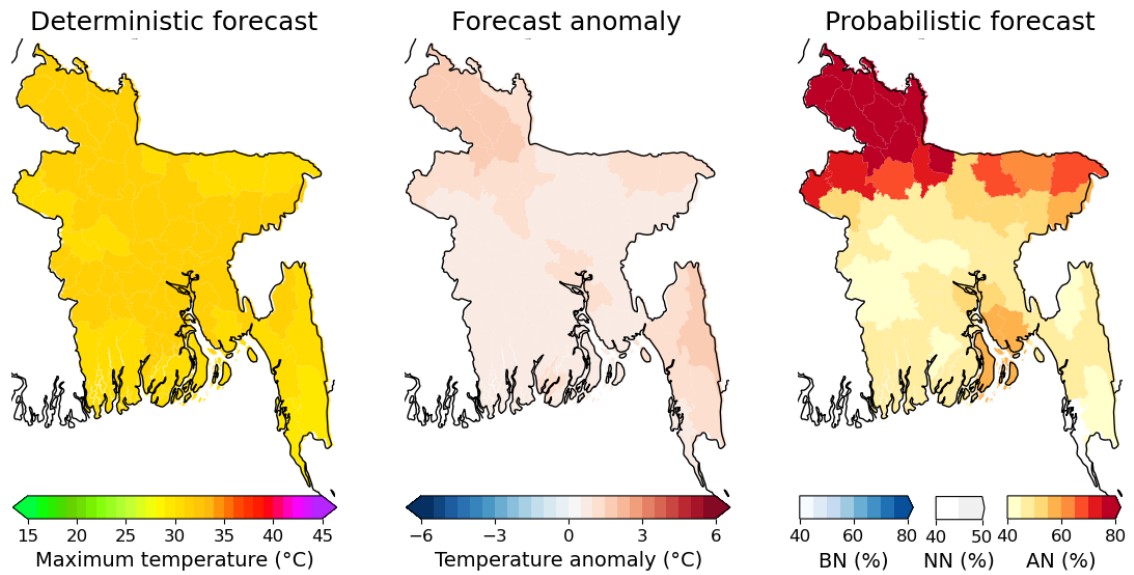 Deterministic forecast
Forecast anomaly
Probabilistic forecast
15 20 25 30 35 40 45
Maximum temperature (°C)
−6 −3 0 3 6
Temperature anomaly (°C)
40 60 80
BN (%)
40 50
NN (%)
40 60 80
AN (%)